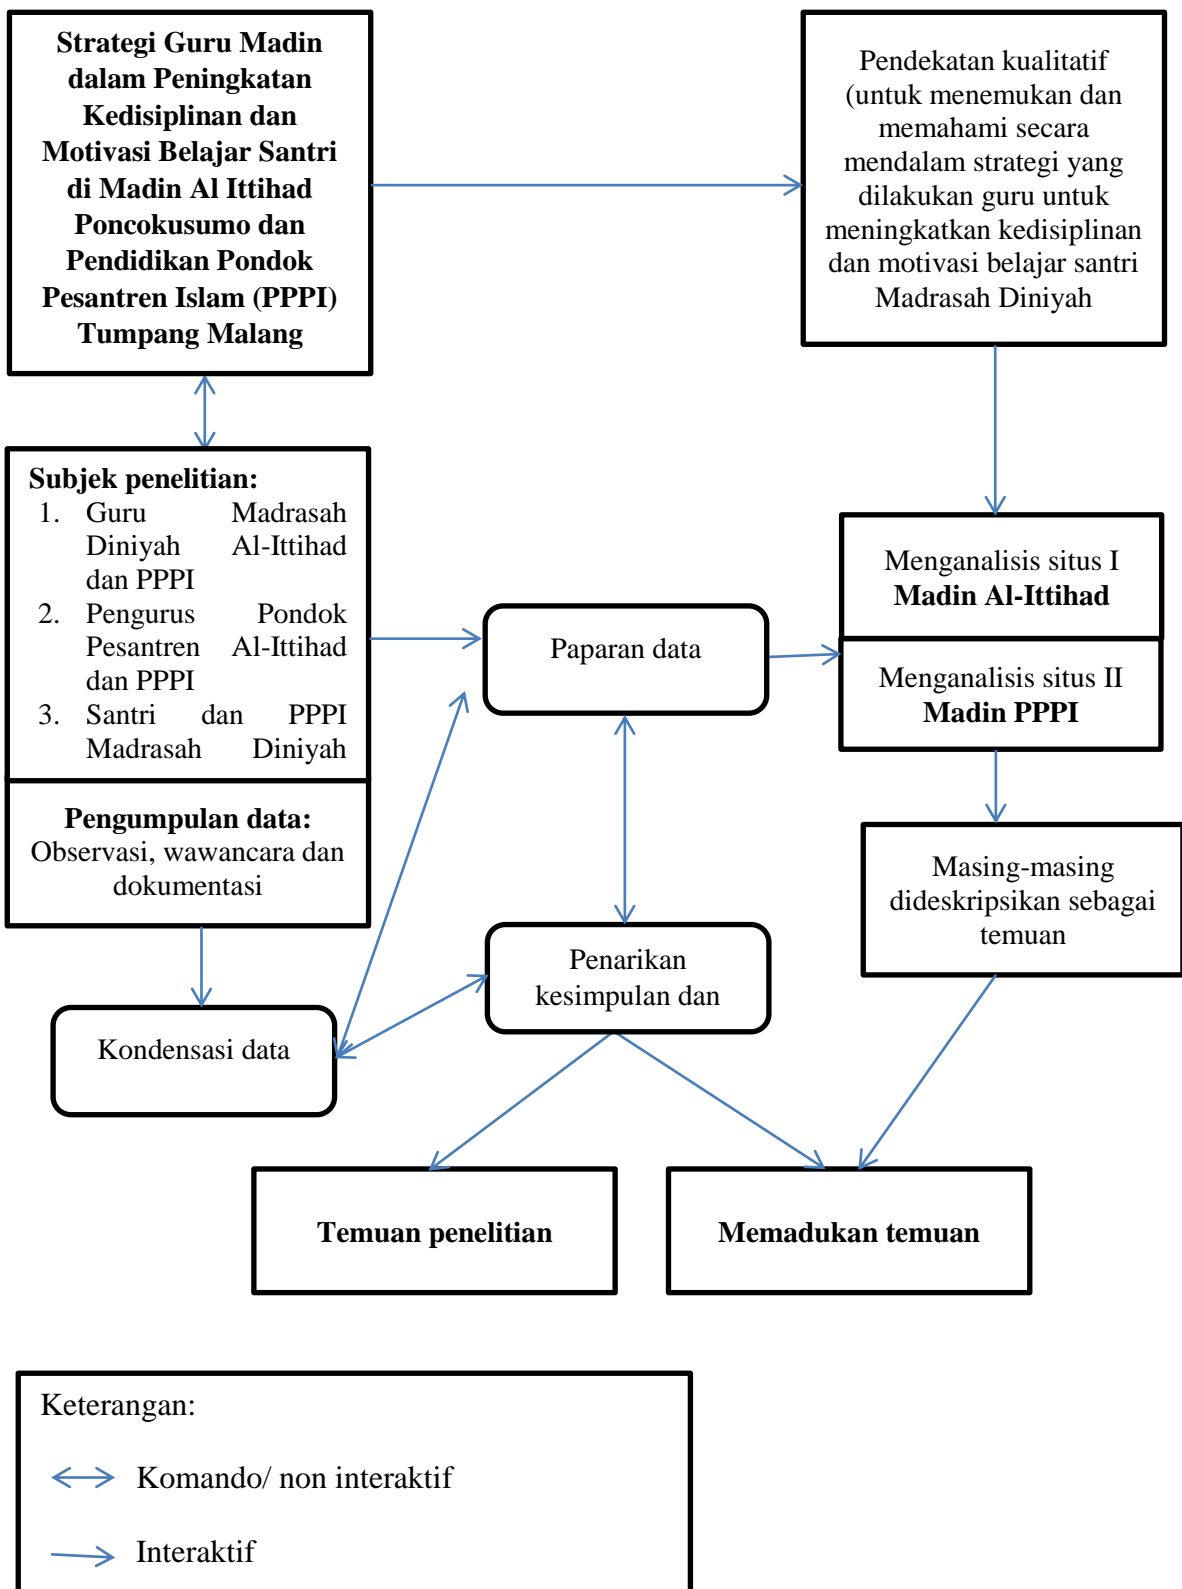 Strategi Guru Madin
dalam Peningkatan
Kedisiplinan dan
Motivasi Belajar Santri
di Madin Al Ittihad
Poncokusumo dan
Pendidikan Pondok
Pesantren Islam (PPPI)
Tumpang Malang
Pendekatan kualitatif
(untuk menemukan dan
memahami secara
mendalam strategi yang
dilakukan guru untuk
meningkatkan kedisiplinan
dan motivasi belajar santri
Madrasah Diniyah
Subjek penelitian:
1. Guru Madrasah
Diniyah Al-Ittihad
dan PPPI
2. Pengurus Pondok
Pesantren Al-Ittihad
dan PPPI
3. Santri dan PPPI
Madrasah Diniyah
Pengumpulan data:
Observasi, wawancara dan
dokumentasi
Paparan data
Menganalisis situs I
Madin Al-Ittihad
Menganalisis situs II
Madin PPPI
Masing-masing
dideskripsikan sebagai
temuan
Penarikan
kesimpulan dan
Kondensasi data
Temuan penelitian
Memadukan temuan
Keterangan:
Komando/ non interaktif
Interaktif